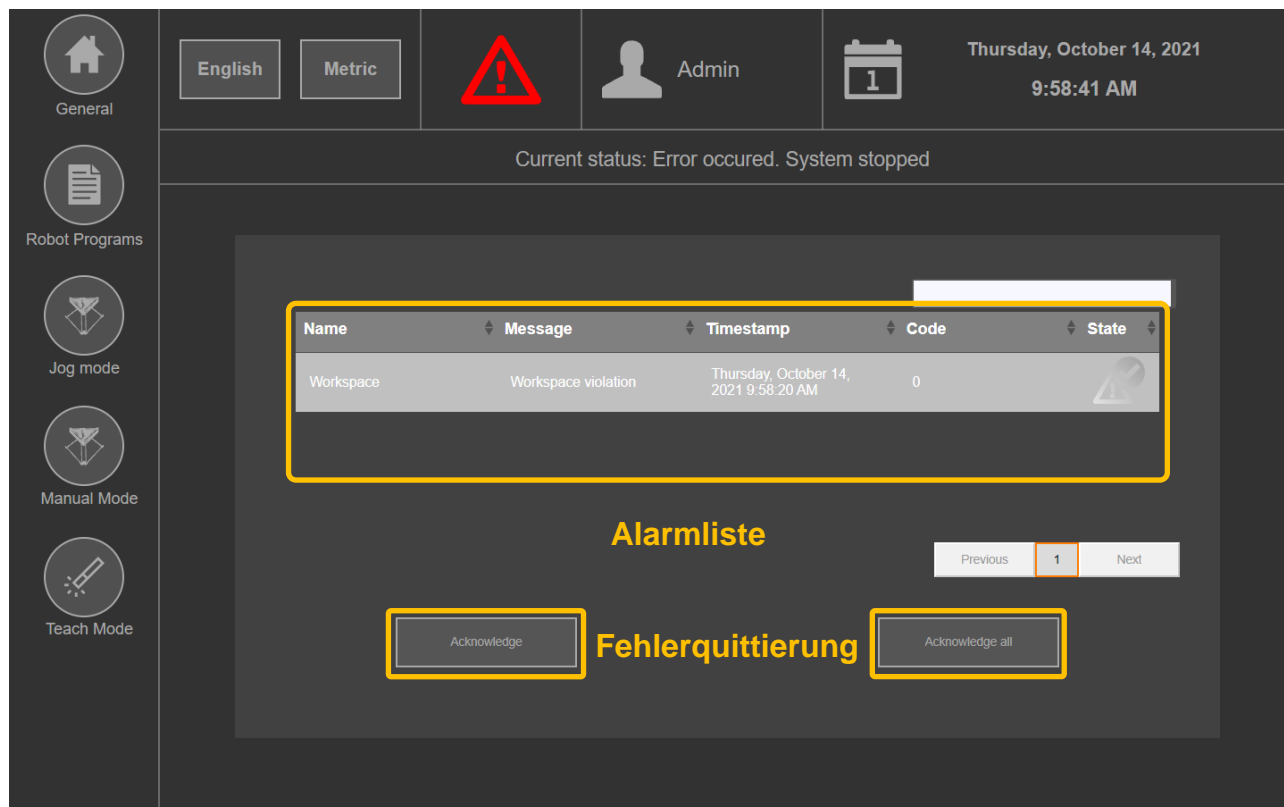 General
Robot Programs
Jog mode
Manual Mode
Teach Mode
English
Metric
Admin
1
Thursday, October 14, 2021
9:58:41 AM
Current status: Error occured. System stopped
Name Message Timestamp Code State
Workspace Workspace violation Thursday, October 14, 0
2021 9:58:20 AM
Alarmliste
Previous 1 Next
Acknowledge
Fehlerquittierung
Acknowledge all